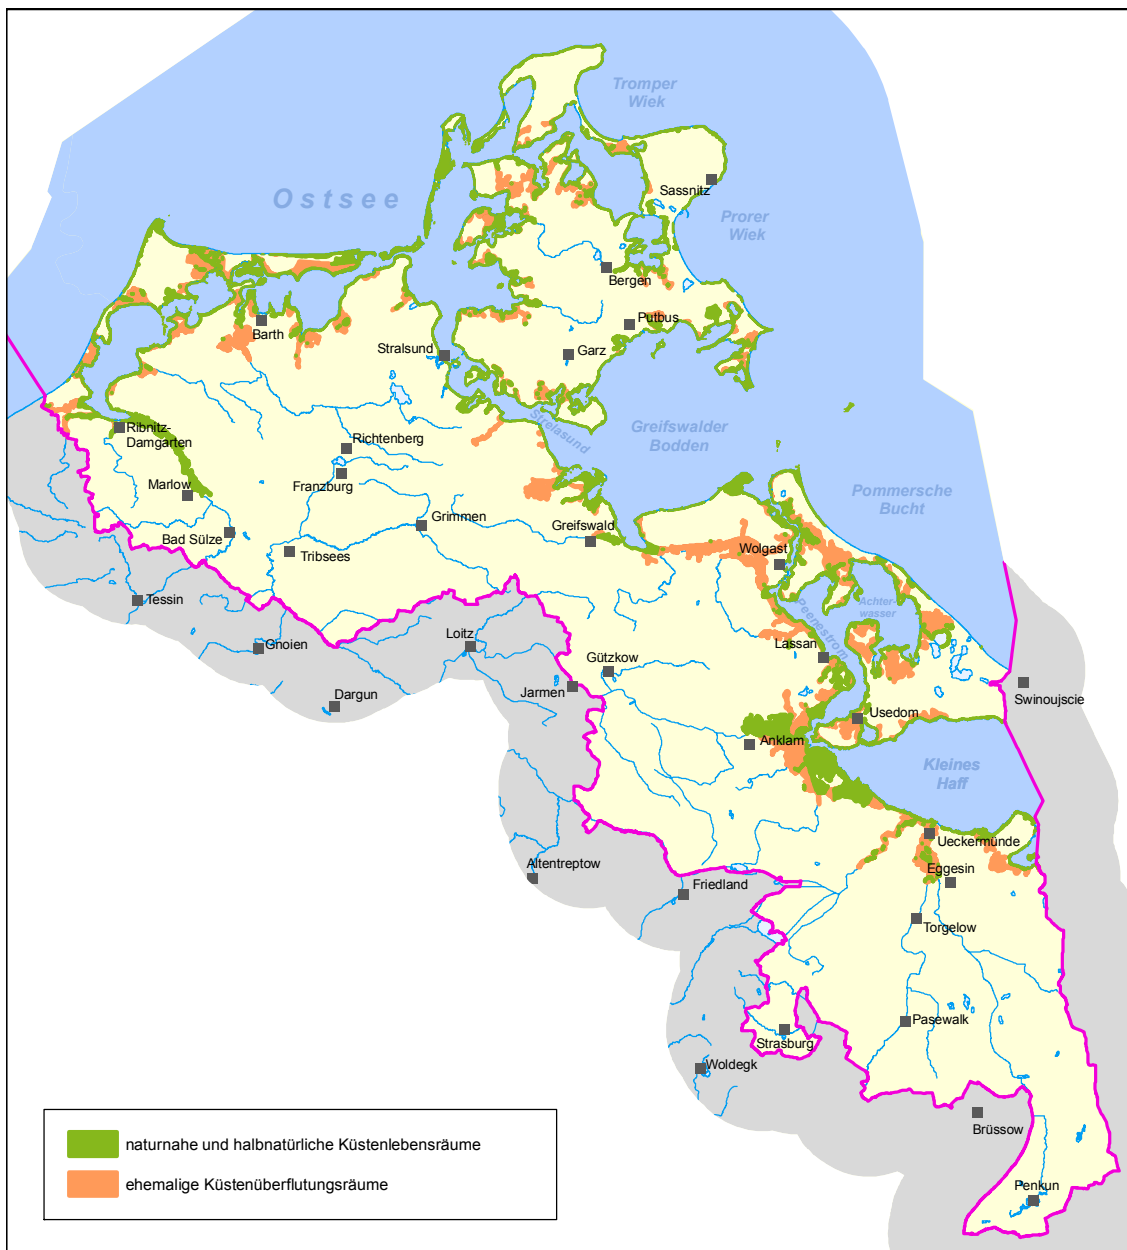 Tromper
Wiek
Ostsee
Sassnitz
Prorer
Wiek
Bergen
Putbus
Barth
Stralsund
Garz
Strelasund
Greifswalder
Bodden
Ribnitz-
Damgarten
Richtenberg
Marlow
Franzburg
Pommersche
Bucht
Grimmen
Greifswald
Bad Sülze
Tribsees
Wolgast
Tessin
Peenestrom
Achter-
wasser
Gnoien
Loitz
Lassan
Gützkow
Jarmen
Swinoujscie
Dargun
Usedom
Anklam
Kleines
Haff
Ueckermünde
Altentreptow
Eggesin
Friedland
Torgelow
Pasewalk
Strasburg
Woldegk
Brüssow
Penkun
naturnahe und halbnatürliche Küstenlebensräume
ehemalige Küstenüberflutungsräume